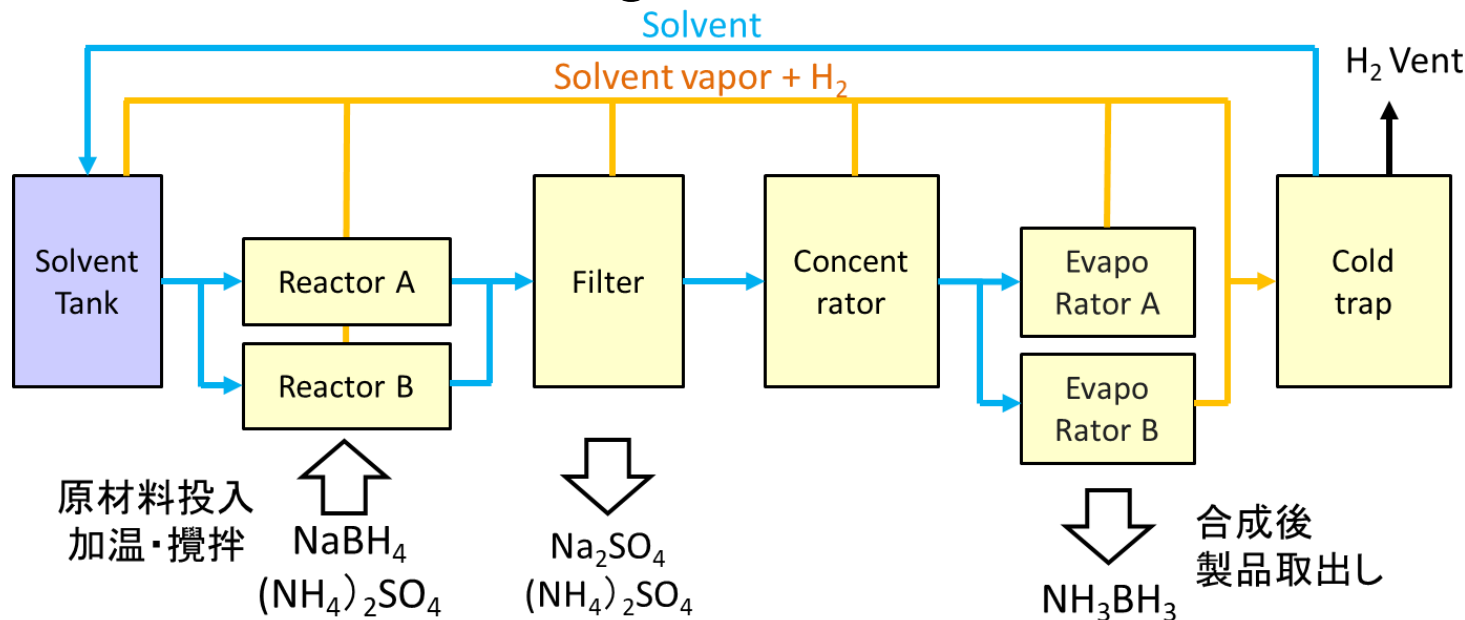 Solvent
H₂ Vent
Solvent vapor + H₂
Solvent
Tank
Reactor A
Reactor B
Filter
Concent
rator
Evapo
Rator A
Evapo
Rator B
Cold
trap
原材料投入
加温・攪拌
NaBH₄
(NH₄)₂SO₄
Na₂SO₄
(NH₄)₂SO₄
NH₃BH₃
合成後
製品取出し